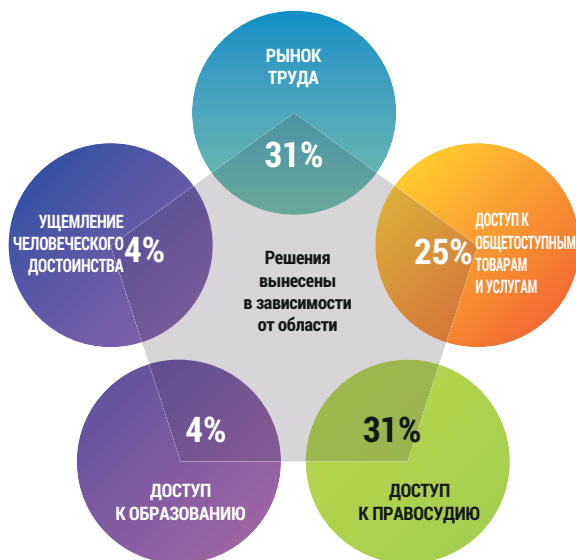 РЫНОК
ТРУДА
31%
УЩЕМЛЕНИЕ
ЧЕЛОВЕЧЕСКОГО
ДОСТОИНСТВА
4%
Решения
вынесены
в зависимости
от области
25%
ДОСТУП К
ОБЩЕТОСТУПНЫМ
ТОВАРАМ
И УСЛУГАМ
4%
ДОСТУП
К ОБРАЗОВАНИЮ
31%
ДОСТУП
К ПРАВОСУДИЮ